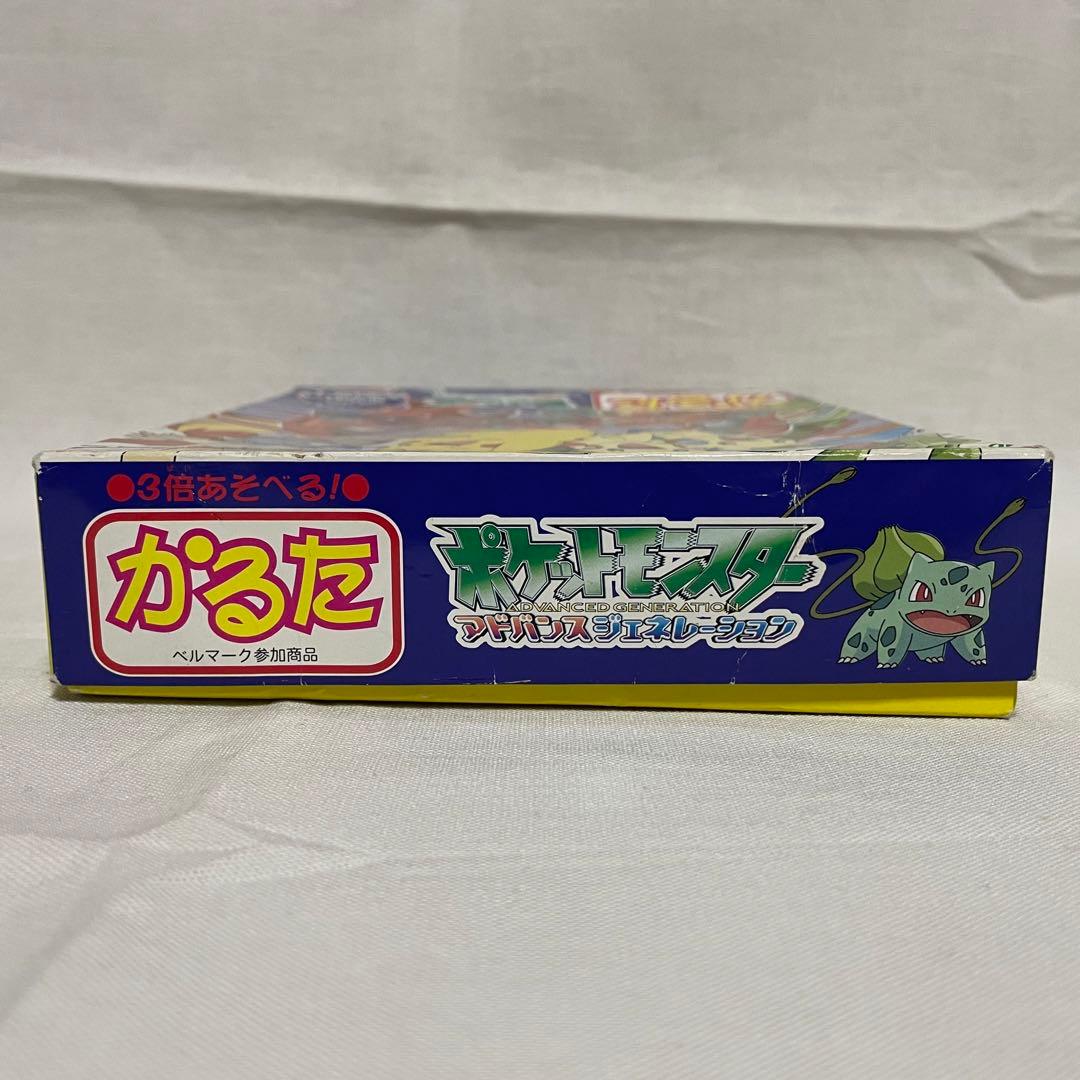 ●3倍あそべる!●
ばい
かるた
ベルマーク参加商品
ポケットモンスター
ADVANCED GENERATION
アドバンスジェネレーション